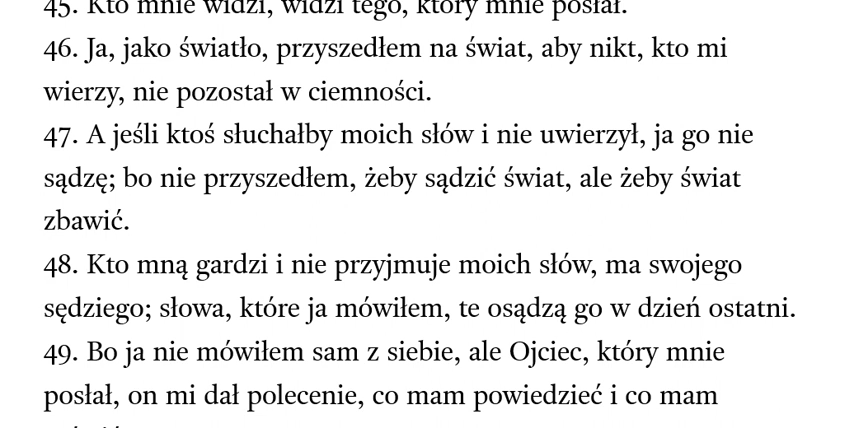 45. Kto mnie widzi, widzi tego, który mnie posłał.
46. Ja, jako światło, przyszedłem na świat, aby nikt, kto mi
wierzy, nie pozostał w ciemności.
47. A jeśli ktoś słuchałby moich słów i nie uwierzył, ja go nie
sądzę; bo nie przyszedłem, żeby sądzić świat, ale żeby świat
zbawić.
48. Kto mną gardzi i nie przyjmuje moich słów, ma swojego
sędziego; słowa, które ja mówiłem, te osądzą go w dzień ostatni.
49. Bo ja nie mówiłem sam z siebie, ale Ojciec, który mnie
posłał, on mi dał polecenie, co mam powiedzieć i co mam